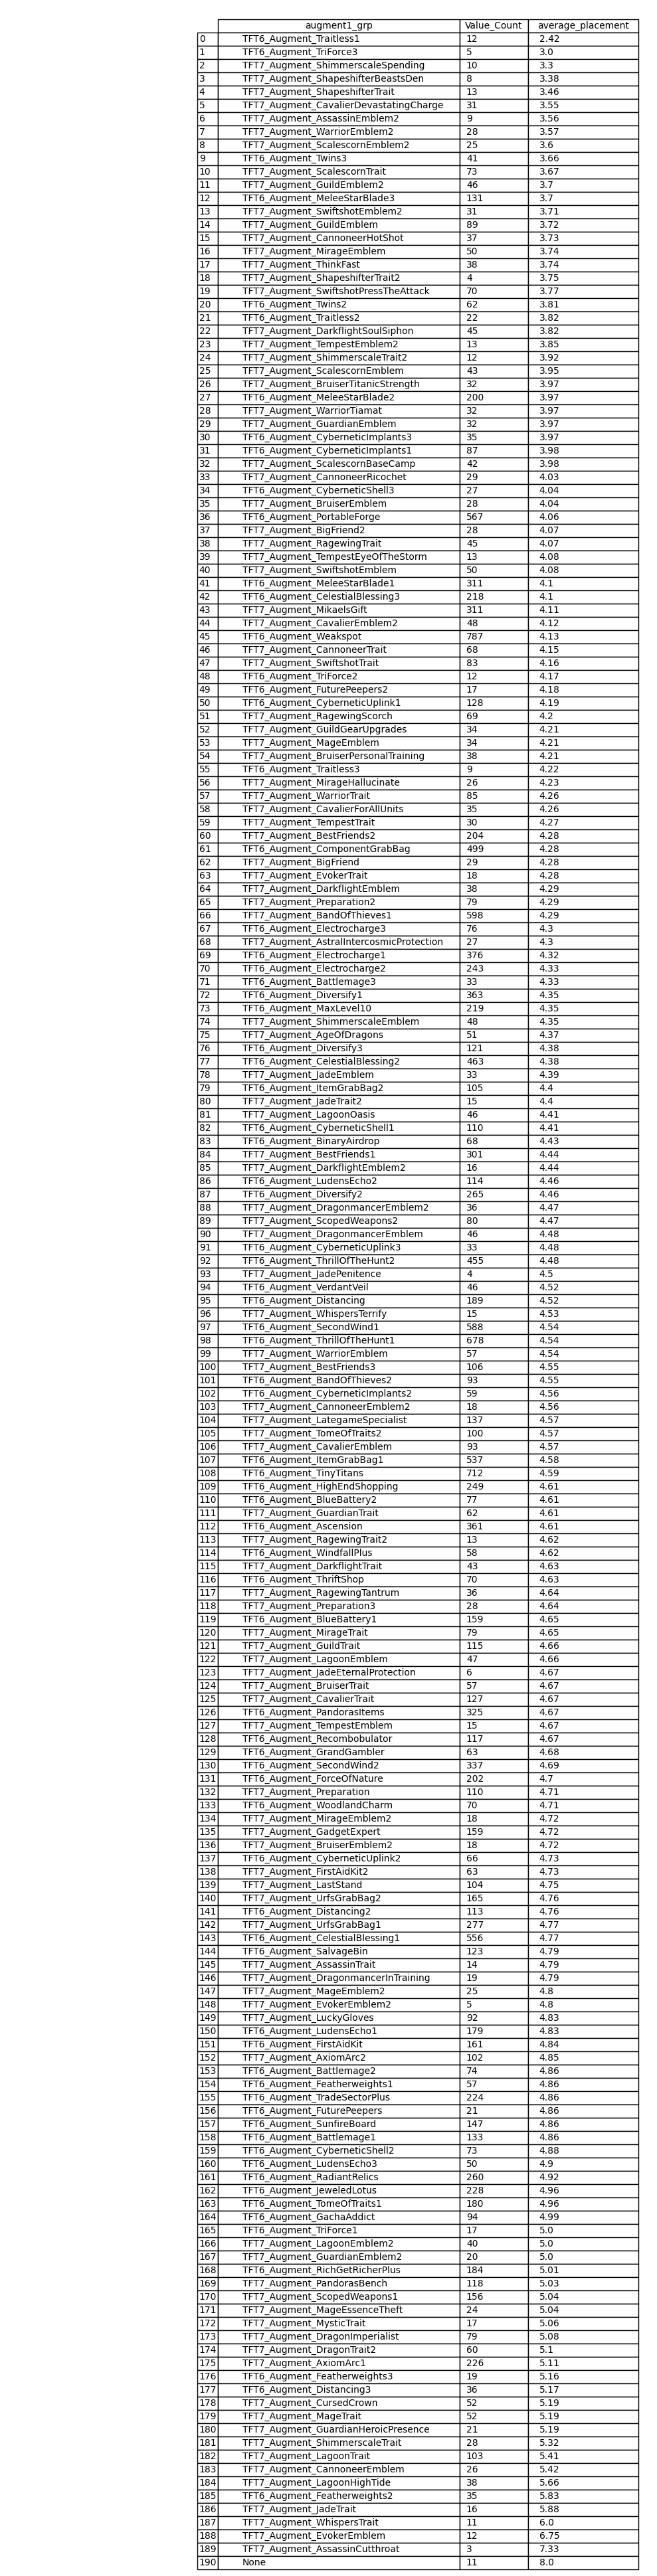 augment1_grp Value_Count average_placement
0 TFT6_Augment_Traitless1 12 2.42
1 TFT6_Augment_TriForce3 5 3.0
2 TFT7_Augment_ShimmerscaleSpending 10 3.3
3 TFT7_Augment_ShapeshifterBeastsDen 8 3.38
4 TFT7_Augment_ShapeshifterTrait 13 3.46
5 TFT7_Augment_CavalierDevastatingCharge 31 3.55
6 TFT7_Augment_AssassinEmblem2 9 3.56
7 TFT7_Augment_WarriorEmblem2 28 3.57
8 TFT7_Augment_ScalescornEmblem2 25 3.6
9 TFT6_Augment_Twins3 41 3.66
10 TFT7_Augment_ScalescornTrait 73 3.67
11 TFT7_Augment_GuildEmblem2 46 3.7
12 TFT6_Augment_MeleeStarBlade3 131 3.7
13 TFT7_Augment_SwiftshotEmblem2 31 3.71
14 TFT7_Augment_GuildEmblem 89 3.72
15 TFT7_Augment_CannoneerHotShot 37 3.73
16 TFT7_Augment_MirageEmblem 50 3.74
17 TFT7_Augment_ThinkFast 38 3.74
18 TFT7_Augment_ShapeshifterTrait2 4 3.75
19 TFT7_Augment_SwiftshotPressTheAttack 70 3.77
20 TFT6_Augment_Twins2 62 3.81
21 TFT6_Augment_Traitless2 22 3.82
22 TFT7_Augment_DarkflightSoulSiphon 45 3.82
23 TFT7_Augment_TempestEmblem2 13 3.85
24 TFT7_Augment_ShimmerscaleTrait2 12 3.92
25 TFT7_Augment_ScalescornEmblem 43 3.95
26 TFT7_Augment_BruiserTitanicStrength 32 3.97
27 TFT6_Augment_MeleeStarBlade2 200 3.97
28 TFT7_Augment_WarriorTiamat 32 3.97
29 TFT7_Augment_GuardianEmblem 32 3.97
30 TFT6_Augment_CyberneticImplants3 35 3.97
31 TFT6_Augment_CyberneticImplants1 87 3.98
32 TFT7_Augment_ScalescornBaseCamp 42 3.98
33 TFT7_Augment_CannoneerRicochet 29 4.03
34 TFT6_Augment_CyberneticShell3 27 4.04
35 TFT7_Augment_BruiserEmblem 28 4.04
36 TFT6_Augment_PortableForge 567 4.06
37 TFT7_Augment_BigFriend2 28 4.07
38 TFT7_Augment_RagewingTrait 45 4.07
39 TFT7_Augment_TempestEyeOfTheStorm 13 4.08
40 TFT7_Augment_SwiftshotEmblem 50 4.08
41 TFT6_Augment_MeleeStarBlade1 311 4.1
42 TFT6_Augment_CelestialBlessing3 218 4.1
43 TFT7_Augment_MikaelsGift 311 4.11
44 TFT7_Augment_CavalierEmblem2 48 4.12
45 TFT6_Augment_Weakspot 787 4.13
46 TFT7_Augment_CannoneerTrait 68 4.15
47 TFT7_Augment_SwiftshotTrait 83 4.16
48 TFT6_Augment_TriForce2 12 4.17
49 TFT7_Augment_FuturePeepers2 17 4.18
50 TFT6_Augment_CyberneticUplink1 128 4.19
51 TFT7_Augment_RagewingScorch 69 4.2
52 TFT7_Augment_GuildGearUpgrades 34 4.21
53 TFT7_Augment_MageEmblem 34 4.21
54 TFT7_Augment_BruiserPersonalTraining 38 4.21
55 TFT6_Augment_Traitless3 9 4.22
56 TFT7_Augment_MirageHallucinate 26 4.23
57 TFT7_Augment_WarriorTrait 85 4.26
58 TFT7_Augment_CavalierForAllUnits 35 4.26
59 TFT7_Augment_TempestTrait 30 4.27
60 TFT7_Augment_BestFriends2 204 4.28
61 TFT6_Augment_ComponentGrabBag 499 4.28
62 TFT7_Augment_BigFriend 29 4.28
63 TFT7_Augment_EvokerTrait 18 4.28
64 TFT7_Augment_DarkflightEmblem 38 4.29
65 TFT7_Augment_Preparation2 79 4.29
66 TFT7_Augment_BandOfThieves1 598 4.29
67 TFT6_Augment_Electrocharge3 76 4.3
68 TFT7_Augment_AstralIntercosmicProtection 27 4.3
69 TFT6_Augment_Electrocharge1 376 4.32
70 TFT6_Augment_Electrocharge2 243 4.33
71 TFT6_Augment_Battlemage3 33 4.33
72 TFT6_Augment_Diversify1 363 4.35
73 TFT6_Augment_MaxLevel10 219 4.35
74 TFT7_Augment_ShimmerscaleEmblem 48 4.35
75 TFT7_Augment_AgeOfDragons 51 4.37
76 TFT6_Augment_Diversify3 121 4.38
77 TFT6_Augment_CelestialBlessing2 463 4.38
78 TFT7_Augment_JadeEmblem 33 4.39
79 TFT6_Augment_ItemGrabBag2 105 4.4
80 TFT7_Augment_JadeTrait2 15 4.4
81 TFT7_Augment_LagoonOasis 46 4.41
82 TFT6_Augment_CyberneticShell1 110 4.41
83 TFT6_Augment_BinaryAirdrop 68 4.43
84 TFT7_Augment_BestFriends1 301 4.44
85 TFT7_Augment_DarkflightEmblem2 16 4.44
86 TFT6_Augment_LudensEcho2 114 4.46
87 TFT6_Augment_Diversify2 265 4.46
88 TFT7_Augment_DragonmancerEmblem2 36 4.47
89 TFT7_Augment_ScopedWeapons2 80 4.47
90 TFT7_Augment_DragonmancerEmblem 46 4.48
91 TFT6_Augment_CyberneticUplink3 33 4.48
92 TFT6_Augment_ThrillOfTheHunt2 455 4.48
93 TFT7_Augment_JadePenitence 4 4.5
94 TFT6_Augment_VerdantVeil 46 4.52
95 TFT6_Augment_Distancing 189 4.52
96 TFT7_Augment_WhispersTerrify 15 4.53
97 TFT6_Augment_SecondWind1 588 4.54
98 TFT6_Augment_ThrillOfTheHunt1 678 4.54
99 TFT7_Augment_WarriorEmblem 57 4.54
100 TFT7_Augment_BestFriends3 106 4.55
101 TFT6_Augment_BandOfThieves2 93 4.55
102 TFT6_Augment_CyberneticImplants2 59 4.56
103 TFT7_Augment_CannoneerEmblem2 18 4.56
104 TFT7_Augment_LategameSpecialist 137 4.57
105 TFT6_Augment_TomeOfTraits2 100 4.57
106 TFT7_Augment_CavalierEmblem 93 4.57
107 TFT6_Augment_ItemGrabBag1 537 4.58
108 TFT6_Augment_TinyTitans 712 4.59
109 TFT6_Augment_HighEndShopping 249 4.61
110 TFT6_Augment_BlueBattery2 77 4.61
111 TFT7_Augment_GuardianTrait 62 4.61
112 TFT6_Augment_Ascension 361 4.61
113 TFT7_Augment_RagewingTrait2 13 4.62
114 TFT6_Augment_WindfallPlus 58 4.62
115 TFT7_Augment_DarkflightTrait 43 4.63
116 TFT6_Augment_ThriftShop 70 4.63
117 TFT7_Augment_RagewingTantrum 36 4.64
118 TFT7_Augment_Preparation3 28 4.64
119 TFT6_Augment_BlueBattery1 159 4.65
120 TFT7_Augment_MirageTrait 79 4.65
121 TFT7_Augment_GuildTrait 115 4.66
122 TFT7_Augment_LagoonEmblem 47 4.66
123 TFT7_Augment_JadeEternalProtection 6 4.67
124 TFT7_Augment_BruiserTrait 57 4.67
125 TFT7_Augment_CavalierTrait 127 4.67
126 TFT6_Augment_PandorasItems 325 4.67
127 TFT7_Augment_TempestEmblem 15 4.67
128 TFT6_Augment_Recombobulator 117 4.67
129 TFT6_Augment_GrandGambler 63 4.68
130 TFT6_Augment_SecondWind2 337 4.69
131 TFT6_Augment_ForceOfNature 202 4.7
132 TFT7_Augment_Preparation 110 4.71
133 TFT6_Augment_WoodlandCharm 70 4.71
134 TFT7_Augment_MirageEmblem2 18 4.72
135 TFT7_Augment_GadgetExpert 159 4.72
136 TFT7_Augment_BruiserEmblem2 18 4.72
137 TFT6_Augment_CyberneticUplink2 66 4.73
138 TFT7_Augment_FirstAidKit2 63 4.73
139 TFT7_Augment_LastStand 104 4.75
140 TFT7_Augment_UrfsGrabBag2 165 4.76
141 TFT6_Augment_Distancing2 113 4.76
142 TFT7_Augment_UrfsGrabBag1 277 4.77
143 TFT6_Augment_CelestialBlessing1 556 4.77
144 TFT6_Augment_SalvageBin 123 4.79
145 TFT7_Augment_AssassinTrait 14 4.79
146 TFT7_Augment_DragonmancerInTraining 19 4.79
147 TFT7_Augment_MageEmblem2 25 4.8
148 TFT7_Augment_EvokerEmblem2 5 4.8
149 TFT7_Augment_LuckyGloves 92 4.83
150 TFT6_Augment_LudensEcho1 179 4.83
151 TFT6_Augment_FirstAidKit 161 4.84
152 TFT7_Augment_AxiomArc2 102 4.85
153 TFT6_Augment_Battlemage2 74 4.86
154 TFT6_Augment_Featherweights1 57 4.86
155 TFT6_Augment_TradeSectorPlus 224 4.86
156 TFT7_Augment_FuturePeepers 21 4.86
157 TFT6_Augment_SunfireBoard 147 4.86
158 TFT6_Augment_Battlemage1 133 4.86
159 TFT6_Augment_CyberneticShell2 73 4.88
160 TFT6_Augment_LudensEcho3 50 4.9
161 TFT6_Augment_RadiantRelics 260 4.92
162 TFT6_Augment_JeweledLotus 228 4.96
163 TFT6_Augment_TomeOfTraits1 180 4.96
164 TFT7_Augment_GachaAddict 94 4.99
165 TFT6_Augment_TriForce1 17 5.0
166 TFT7_Augment_LagoonEmblem2 40 5.0
167 TFT7_Augment_GuardianEmblem2 20 5.0
168 TFT6_Augment_RichGetRicherPlus 184 5.01
169 TFT7_Augment_PandorasBench 118 5.03
170 TFT7_Augment_ScopedWeapons1 156 5.04
171 TFT7_Augment_MageEssenceTheft 24 5.04
172 TFT7_Augment_MysticTrait 17 5.06
173 TFT7_Augment_DragonImperialist 79 5.08
174 TFT7_Augment_DragonTrait2 60 5.1
175 TFT7_Augment_AxiomArc1 226 5.11
176 TFT6_Augment_Featherweights3 19 5.16
177 TFT6_Augment_Distancing3 36 5.17
178 TFT7_Augment_CursedCrown 52 5.19
179 TFT7_Augment_MageTrait 52 5.19
180 TFT7_Augment_GuardianHeroicPresence 21 5.19
181 TFT7_Augment_ShimmerscaleTrait 28 5.32
182 TFT7_Augment_LagoonTrait 103 5.41
183 TFT7_Augment_CannoneerEmblem 26 5.42
184 TFT7_Augment_LagoonHighTide 38 5.66
185 TFT6_Augment_Featherweights2 35 5.83
186 TFT7_Augment_JadeTrait 16 5.88
187 TFT7_Augment_WhispersTrait 11 6.0
188 TFT7_Augment_EvokerEmblem 12 6.75
189 TFT7_Augment_AssassinCutthroat 3 7.33
190 None 11 8.0